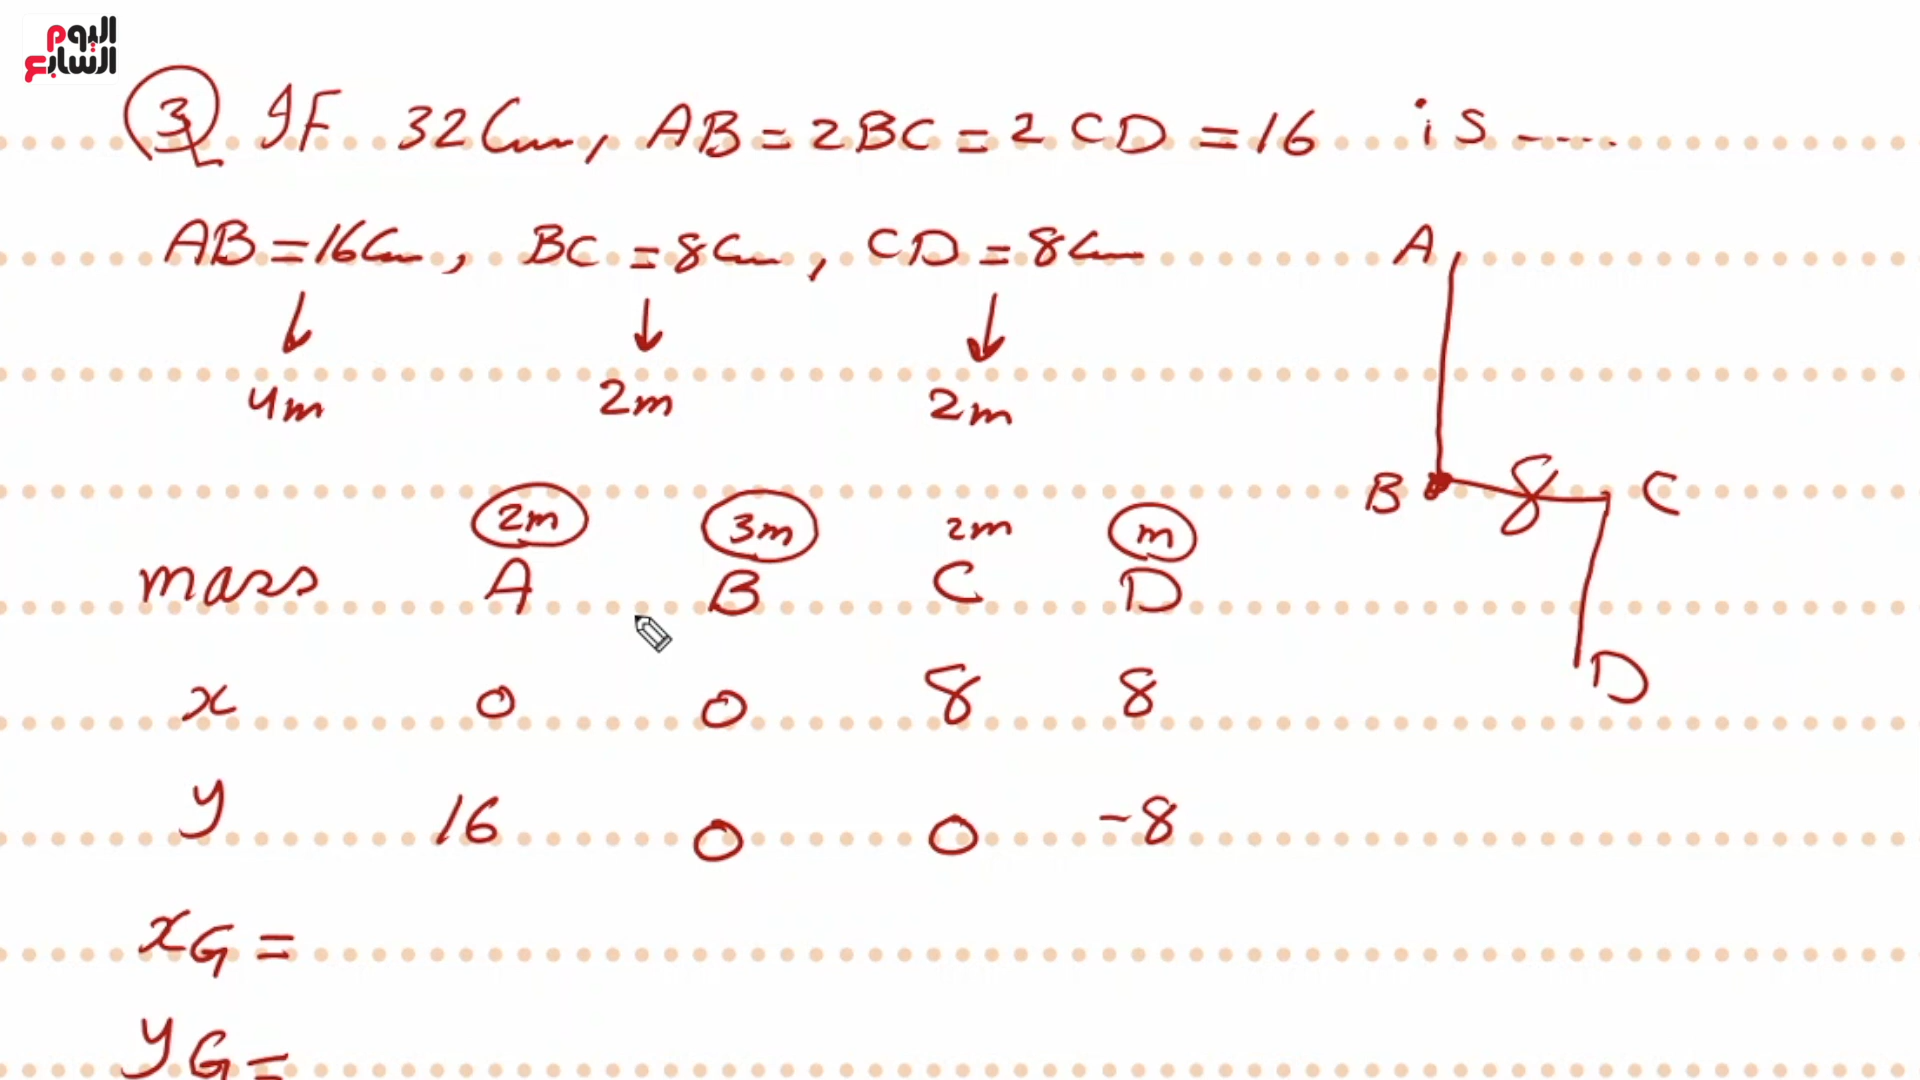 اليوم
السابع
3 IF 32 Cm, AB = 2BC = 2 CD = 16 is ----
AB = 16 Cm, BC = 8 Cm, CD = 8 Cm
A
4m 2m 2m
B 8 C
2m 3m 2m m
mass A B C D
D
x 0 0 8 8
y 16 0 0 -8
xG =
yG =